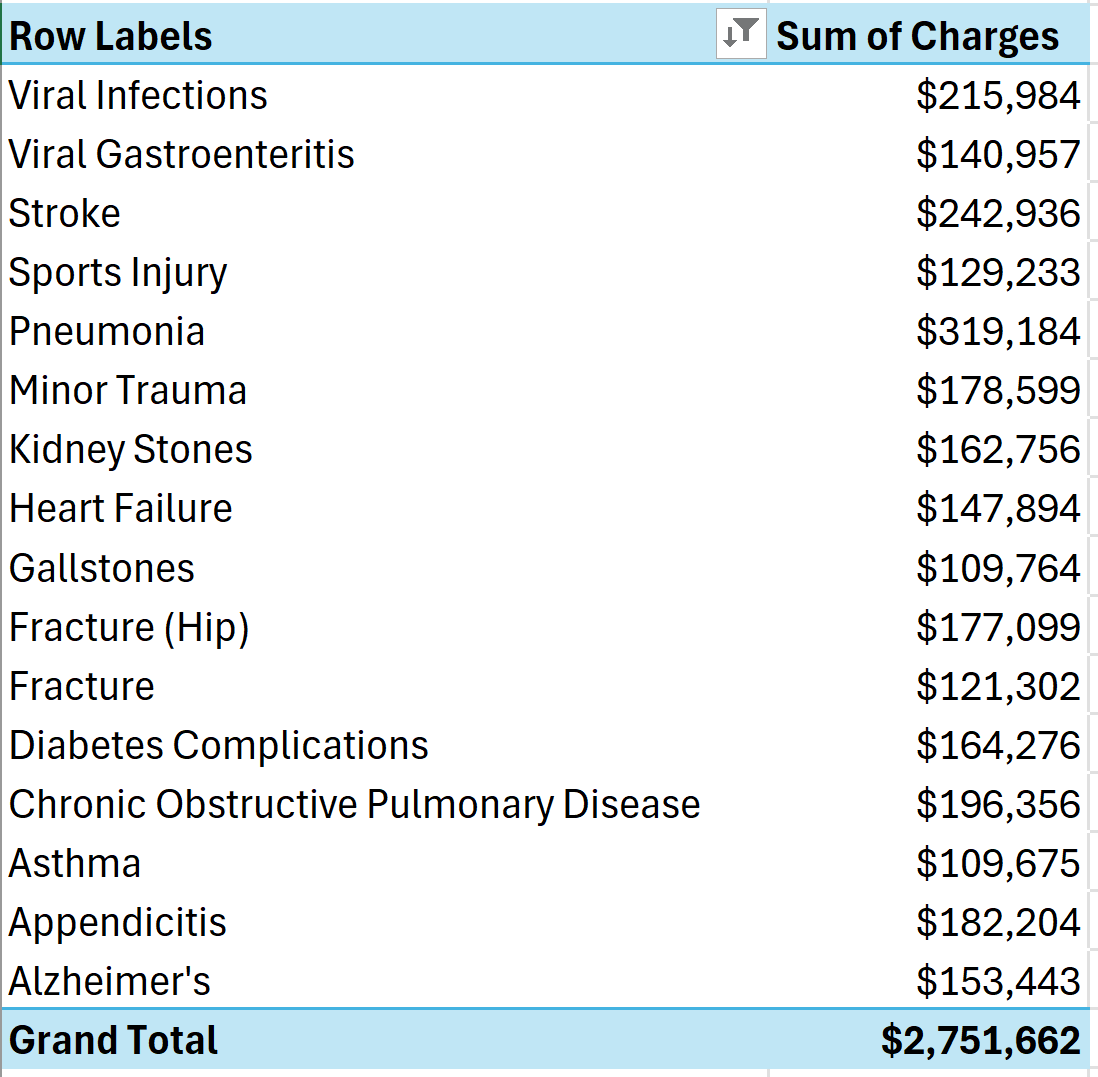 Row Labels Sum of Charges
Viral Infections $215,984
Viral Gastroenteritis $140,957
Stroke $242,936
Sports Injury $129,233
Pneumonia $319,184
Minor Trauma $178,599
Kidney Stones $162,756
Heart Failure $147,894
Gallstones $109,764
Fracture (Hip) $177,099
Fracture $121,302
Diabetes Complications $164,276
Chronic Obstructive Pulmonary Disease $196,356
Asthma $109,675
Appendicitis $182,204
Alzheimer's $153,443
Grand Total $2,751,662